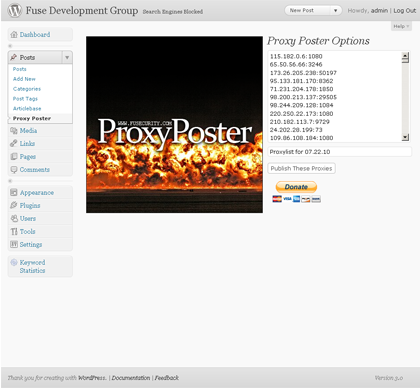 Fuse Development Group
Search Engines Blocked
New Post
Howdy, admin | Log Out
Help
Dashboard
Posts
Posts
Add New
Categories
Post Tags
Articlebase
Proxy Poster
Media
Links
Pages
Comments
Appearance
Plugins
Users
Tools
Settings
Keyword
Statistics
WWW.FUSECURITY.COM
ProxyPoster
Proxy Poster Options
115.182.0.6:1080
65.50.56.66:3246
173.26.205.238:50197
95.133.181.170:8362
71.231.204.178:1850
98.200.213.137:29505
98.244.209.128:1084
220.250.22.173:1080
210.182.113.7:9729
24.202.28.199:73
109.86.108.184:1080
Proxylist for 07.22.10
Publish These Proxies
Donate
VISA
Thank you for creating with WordPress. | Documentation | Feedback
Version 3.0